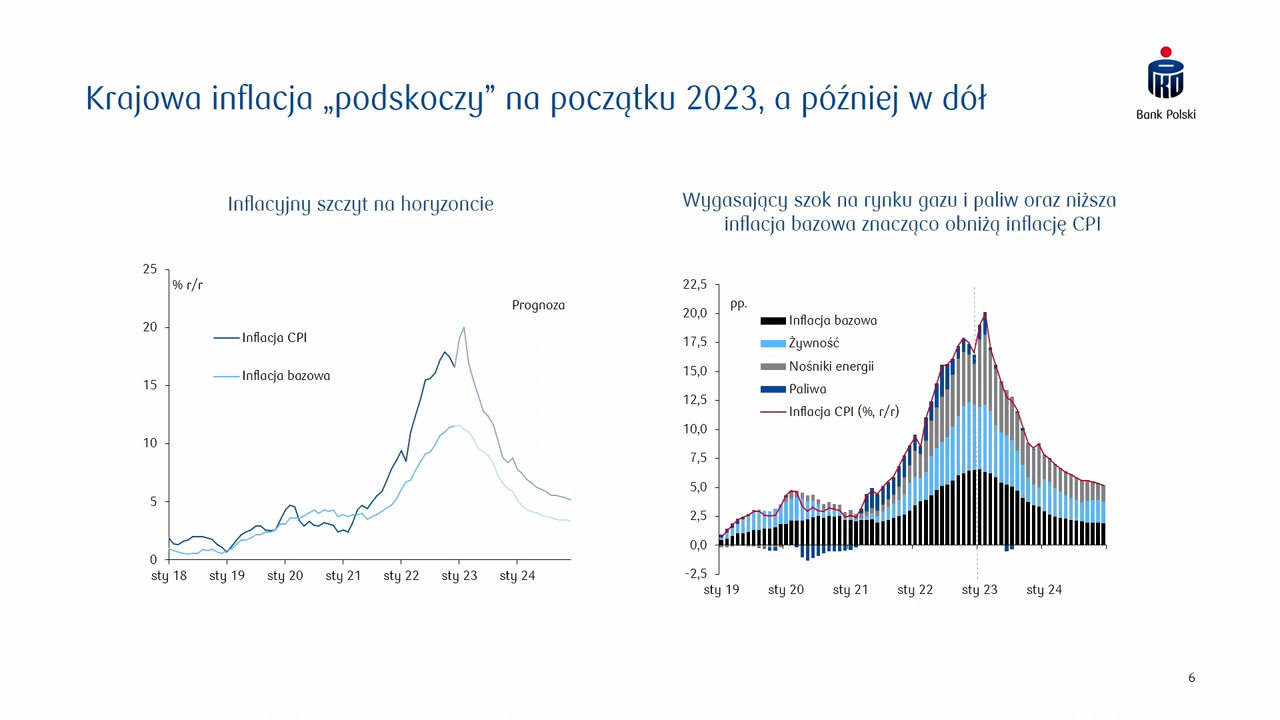 Krajowa inflacja „podskoczy” na początku 2023, a później w dół
PKO
Bank Polski
Inflacyjny szczyt na horyzoncie
25
% r/r
Prognoza
20
Inflacja CPI
15
Inflacja bazowa
10
5
0
sty 18 sty 19 sty 20 sty 21 sty 22 sty 23 sty 24
Wygasający szok na rynku gazu i paliw oraz niższa
inflacja bazowa znacząco obniżą inflację CPI
22,5
pp.
20,0
Inflacja bazowa
17,5
Żywność
15,0
Nośniki energii
12,5
Paliwa
10,0
Inflacja CPI (%, r/r)
7,5
5,0
2,5
0,0
-2,5
sty 19 sty 20 sty 21 sty 22 sty 23 sty 24
6